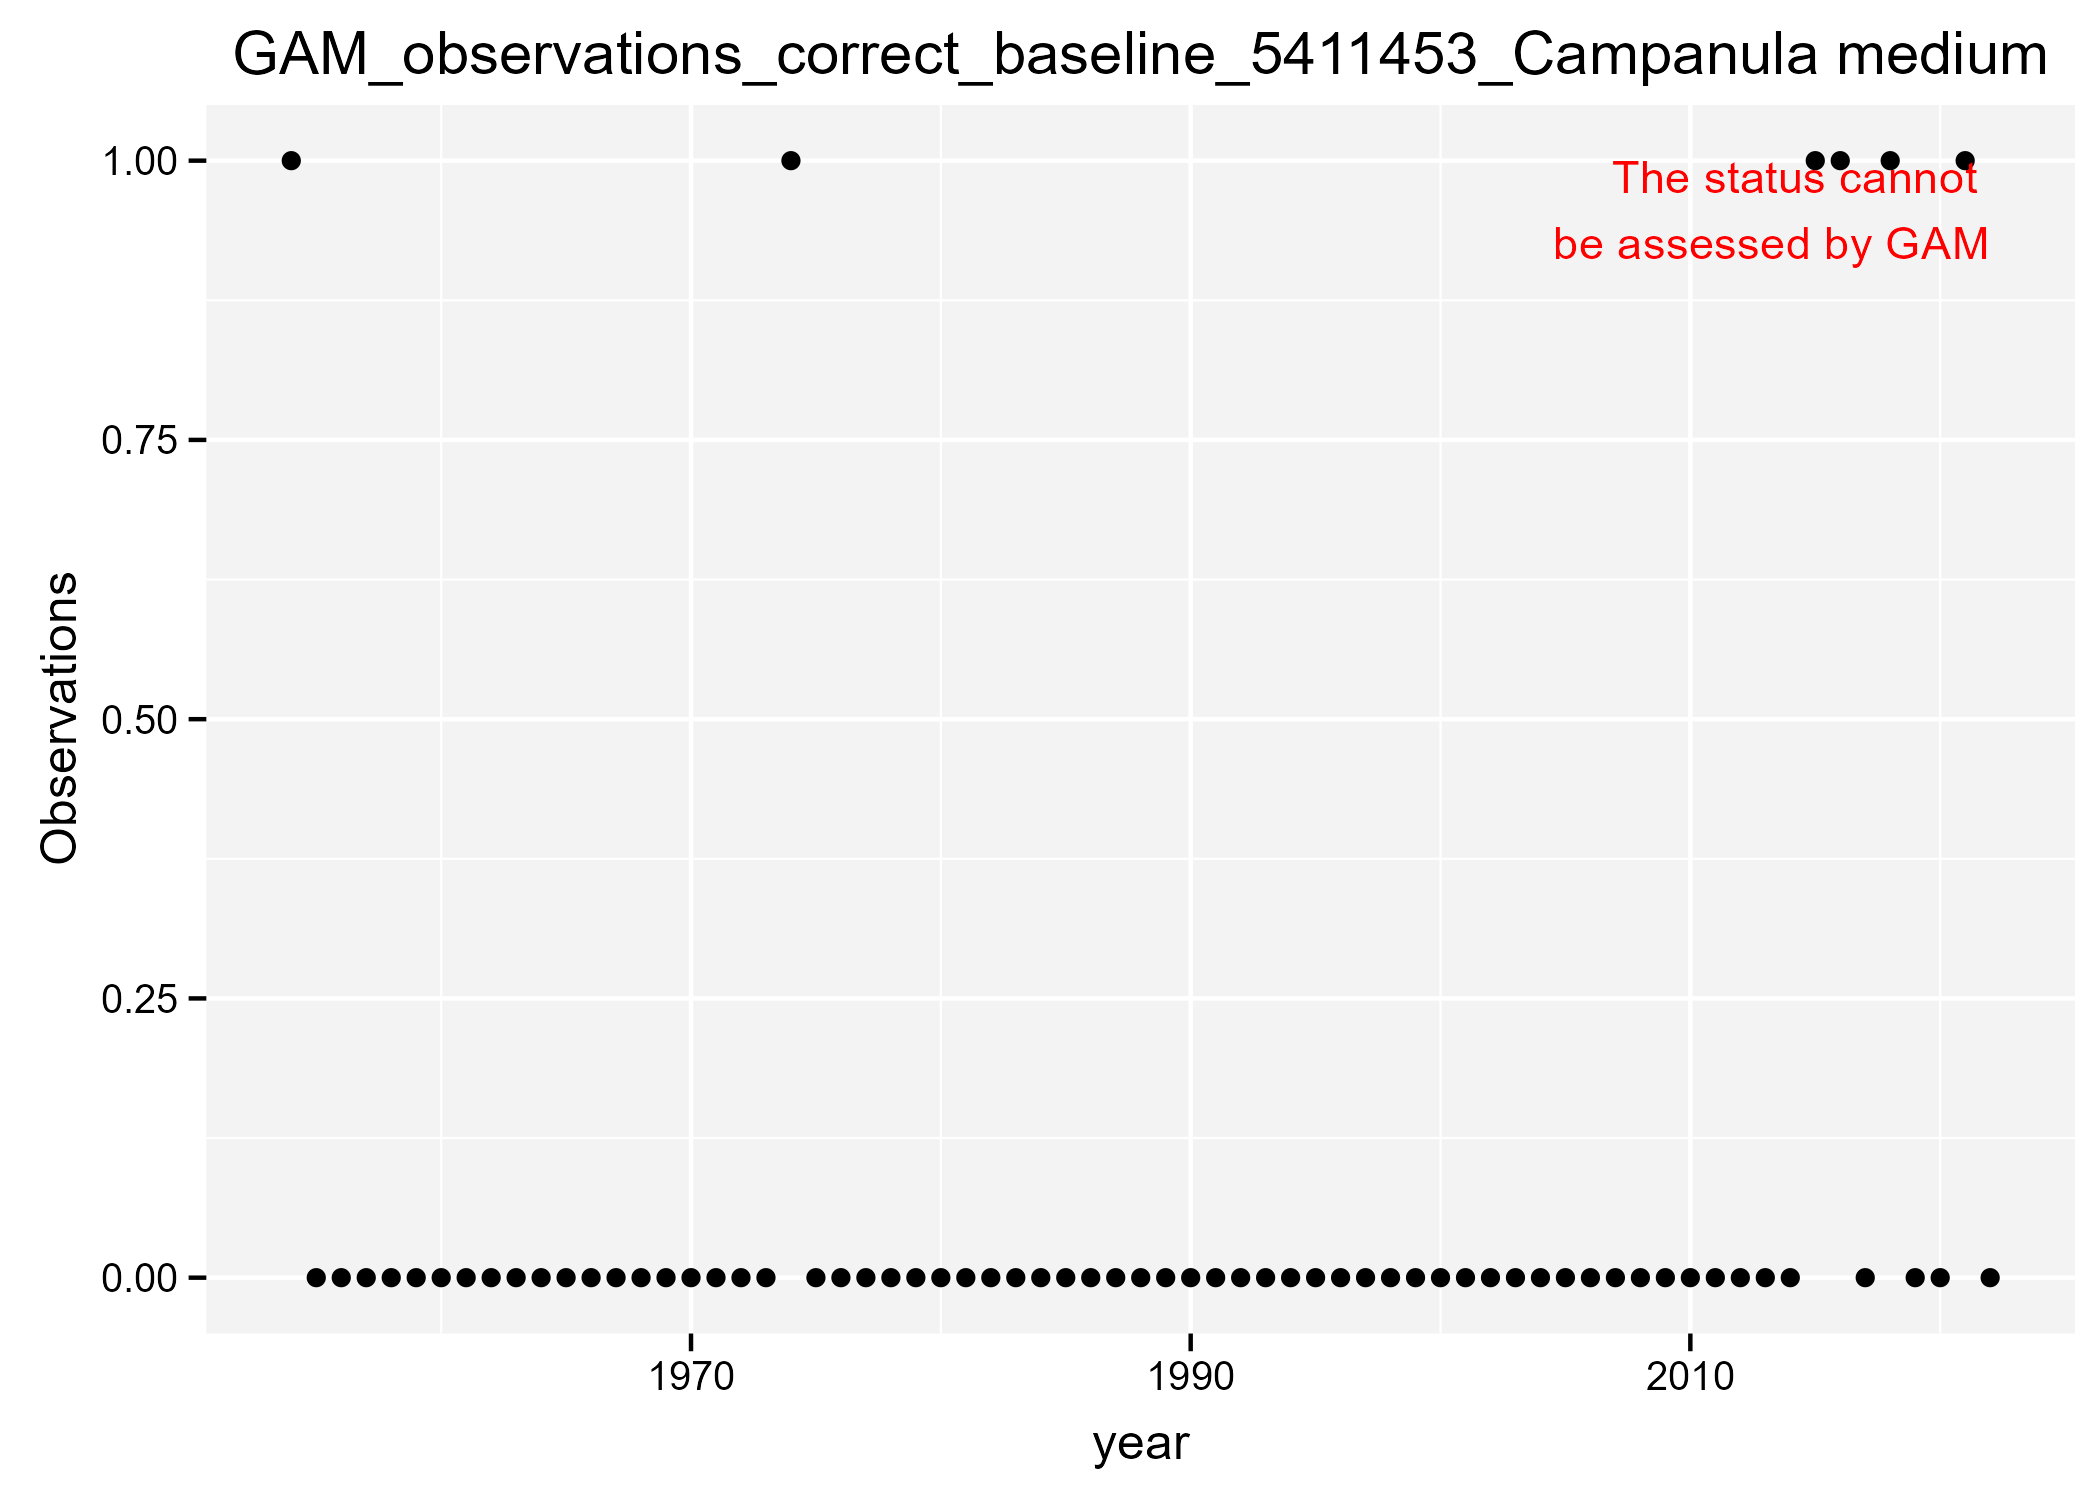 GAM_observations_correct_baseline_5411453_Campanula medium
1.00
The status cannot
be assessed by GAM
0.75
0.50
0.25
0.00
Observations
1970
1990
2010
year